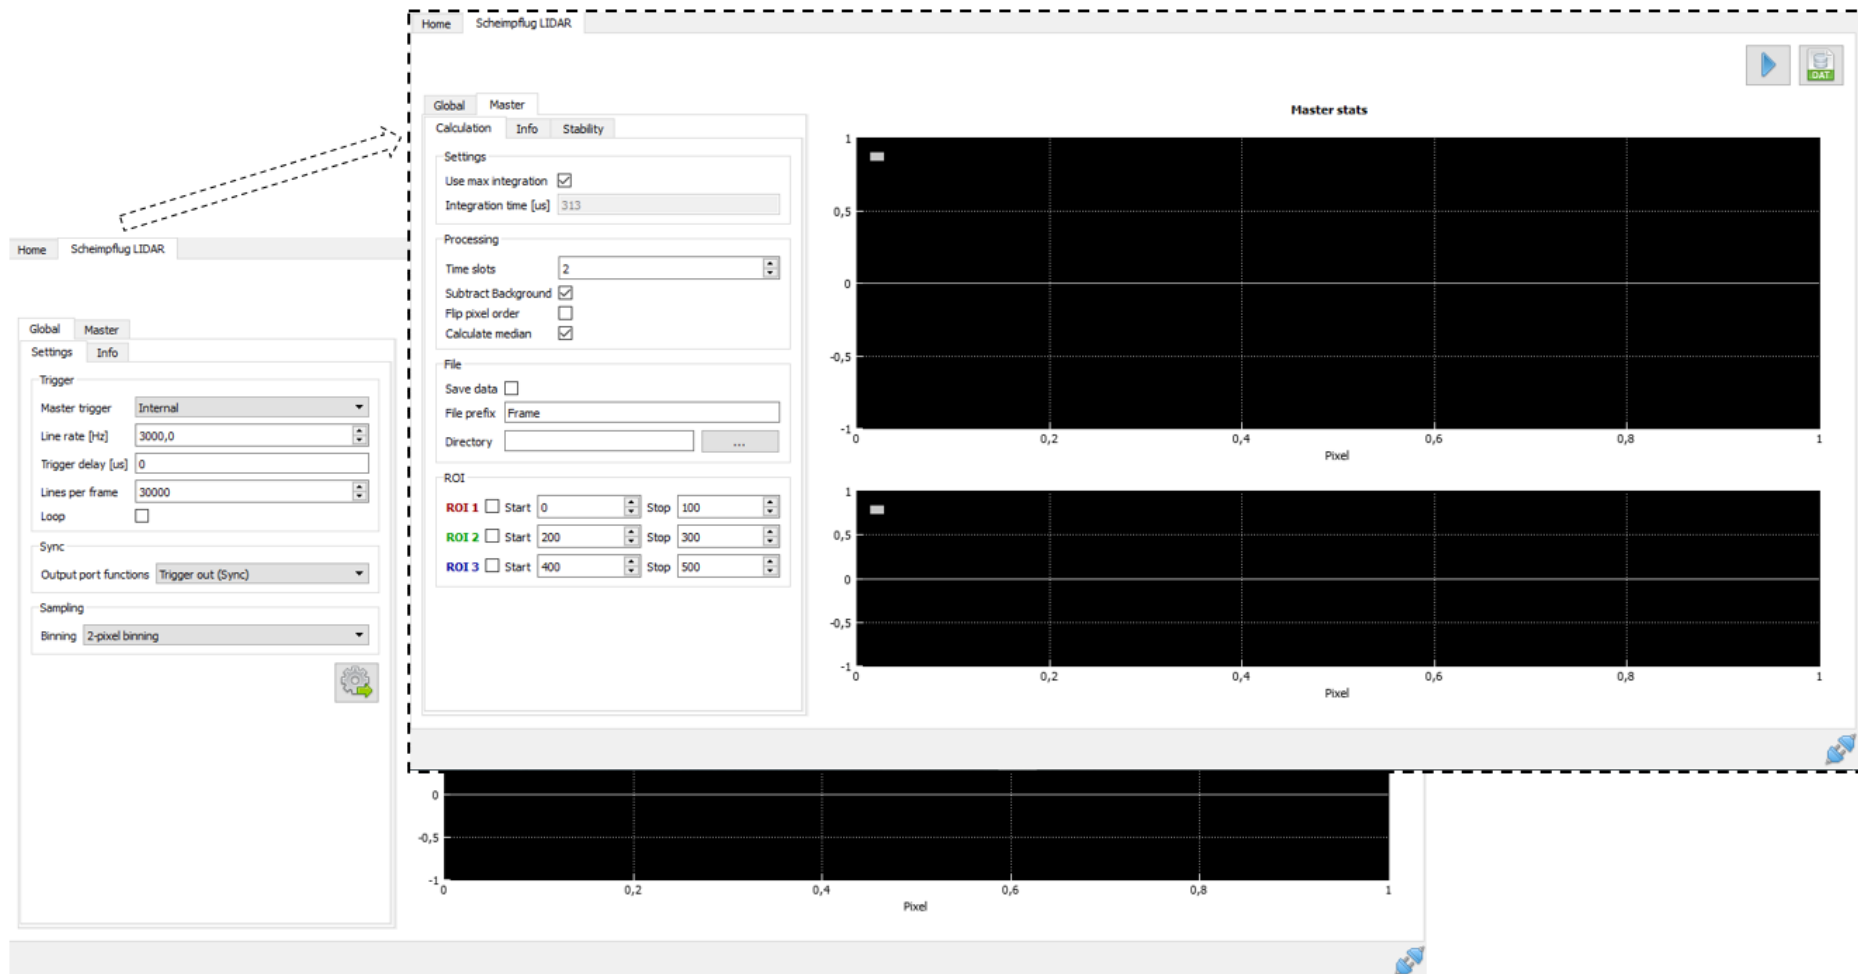 Home Scheimpflug LIDAR
DAT
Global Master
Calculation Info Stability
Settings
Use max integration
Integration time [us] 313
Processing
Time slots 2
Subtract Background
Flip pixel order
Calculate median
File
Save data
File prefix Frame
Directory ...
ROI
ROI 1 Start 0 Stop 100
ROI 2 Start 200 Stop 300
ROI 3 Start 400 Stop 500
Master stats
1
0,5
0
-0,5
-1
0 0,2 0,4 0,6 0,8 1
Pixel
1
0,5
0
-0,5
-1
0 0,2 0,4 0,6 0,8 1
Pixel
Home Scheimpflug LIDAR
Global Master
Settings Info
Trigger
Master trigger Internal
Line rate [Hz] 3000,0
Trigger delay [us] 0
Lines per frame 30000
Loop
Sync
Output port functions Trigger out (Sync)
Sampling
Binning 2-pixel binning
0
-0,5
-1
0 0,2 0,4 0,6 0,8 1
Pixel